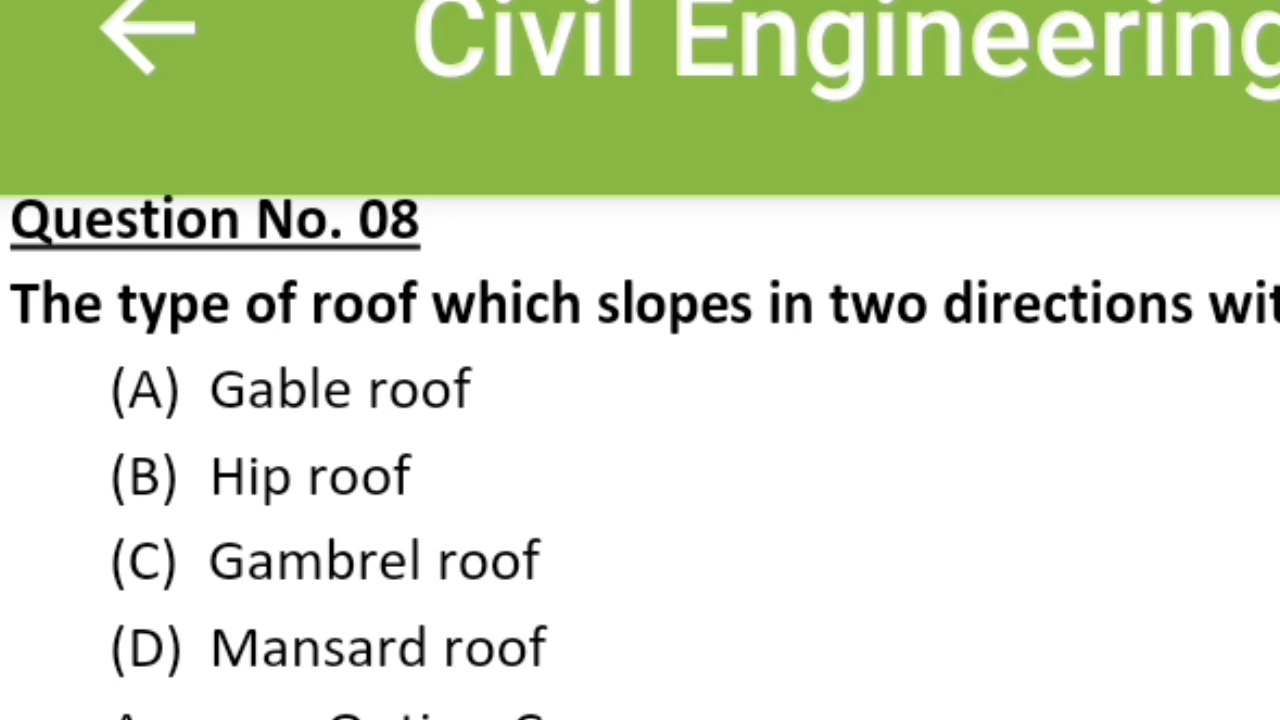 Civil Engineering
Question No. 08
The type of roof which slopes in two directions wit
(A) Gable roof
(B) Hip roof
(C) Gambrel roof
(D) Mansard roof